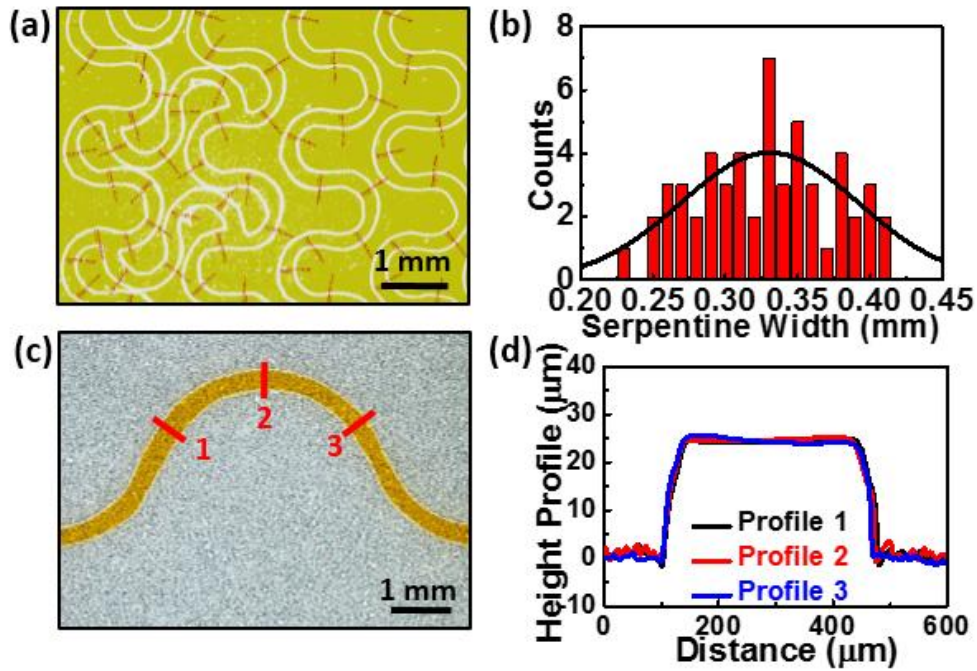 (a)
1 mm
(b)
8
6
4
2
0
Counts
0.20 0.25 0.30 0.35 0.40 0.45
Serpentine Width (mm)
(c)
1
2
3
1 mm
(d)
40
30
20
10
0
-10
Height Profile (μm)
Profile 1
Profile 2
Profile 3
0 200 400 600
Distance (μm)